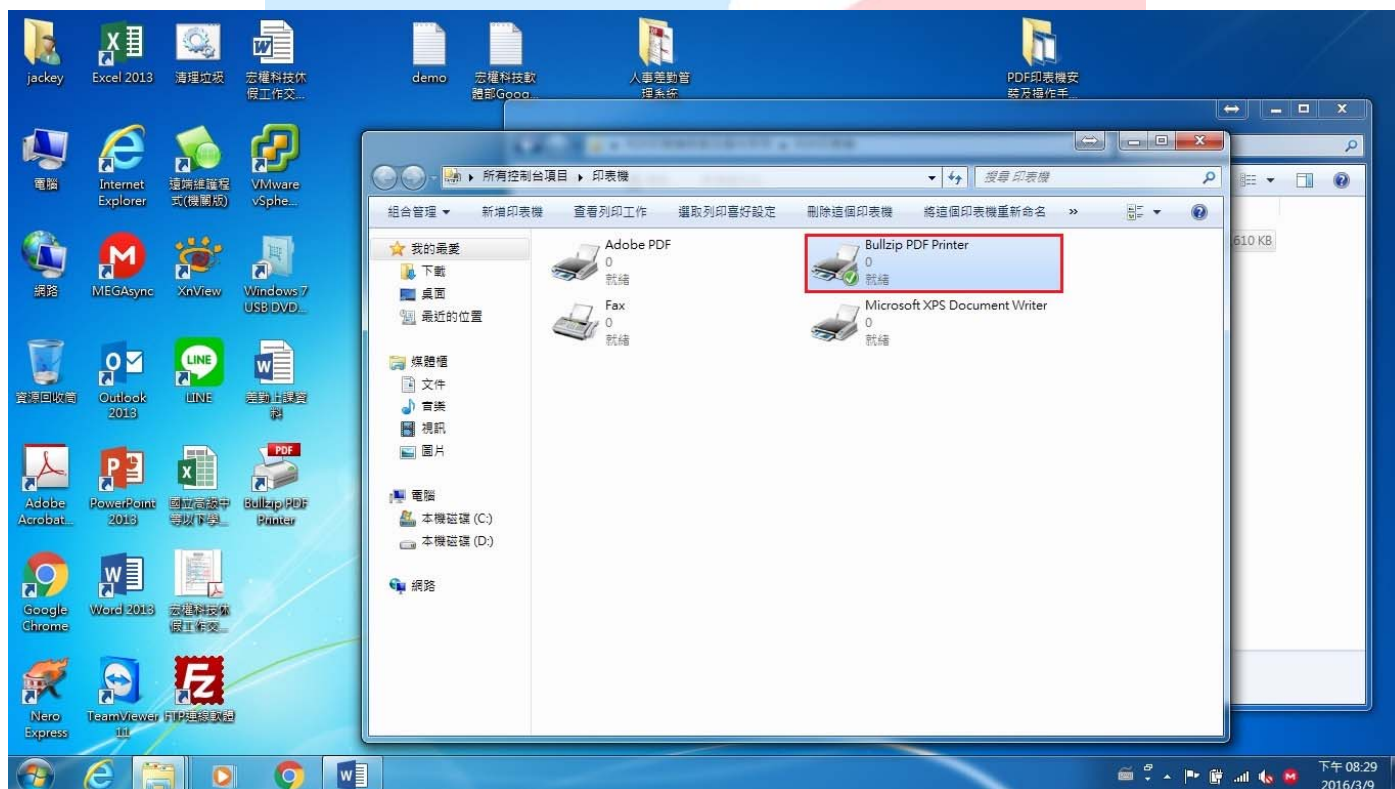 jackey
Excel 2013
清理垃圾
宏權科技休
假工作交...
demo
宏權科技軟
體部Goog...
人事差勤管
理系統
PDF印表機安
裝及操作手...
電腦
Internet
Explorer
遠端維護程
式(機關版)
VMware
vSphe...
網路
MEGAsync
XnView
Windows 7
USB DVD...
資源回收筒
Outlook
2013
LINE
差勤上課資
料
Adobe
Acrobat...
PowerPoint
2013
國立高級中
等以下學...
PDF
Bullzip PDF
Printer
Google
Chrome
Word 2013
宏權科技休
假工作交...
Nero
Express
TeamViewer
FTP連線軟體
所有控制台項目 ▸ 印表機
搜尋 印表機
組合管理 ▾ 新增印表機 查看列印工作 選取列印喜好設定 刪除這個印表機 將這個印表機重新命名 »
我的最愛
下載
桌面
最近的位置
媒體櫃
文件
音樂
視訊
圖片
電腦
本機磁碟 (C:)
本機磁碟 (D:)
網路
Adobe PDF
0
就緒
Bullzip PDF Printer
0
就緒
Fax
0
就緒
Microsoft XPS Document Writer
0
就緒
610 KB
下午 08:29
2016/3/9